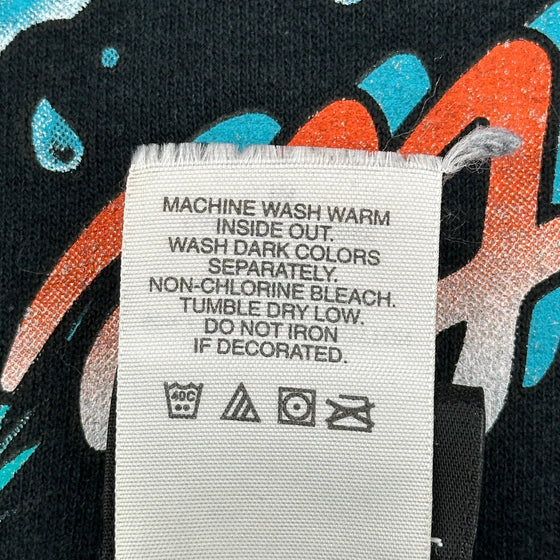 MACHINE WASH WARM
INSIDE OUT.
WASH DARK COLORS
SEPARATELY.
NON-CHLORINE BLEACH.
TUMBLE DRY LOW.
DO NOT IRON
IF DECORATED.
40C